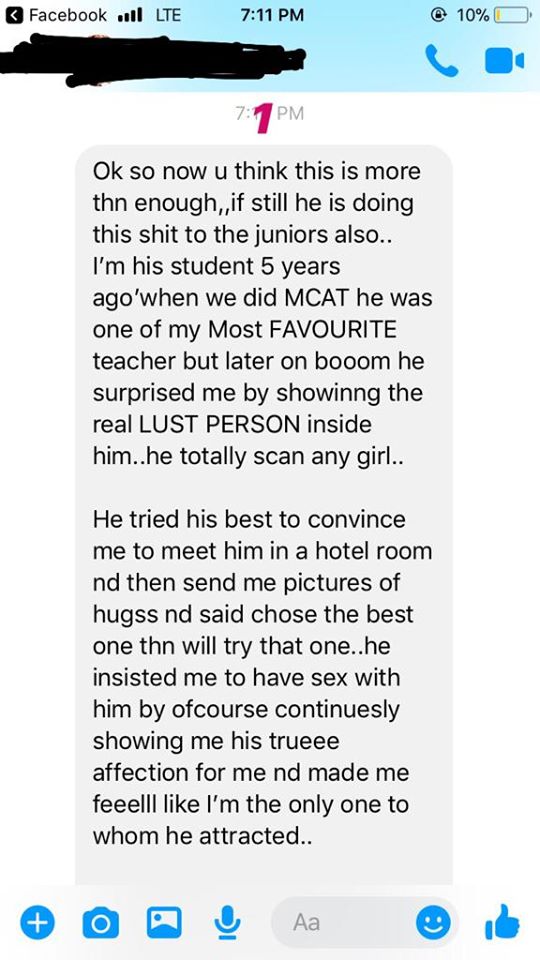 Facebook LTE 7:11 PM 10%
7: PM
1
Ok so now u think this is more
thn enough,,if still he is doing
this shit to the juniors also..
I'm his student 5 years
ago'when we did MCAT he was
one of my Most FAVOURITE
teacher but later on booom he
surprised me by showinng the
real LUST PERSON inside
him..he totally scan any girl..
He tried his best to convince
me to meet him in a hotel room
nd then send me pictures of
hugss nd said chose the best
one thn will try that one..he
insisted me to have sex with
him by ofcourse continuesly
showing me his trueee
affection for me nd made me
feeelll like I'm the only one to
whom he attracted..
Aa